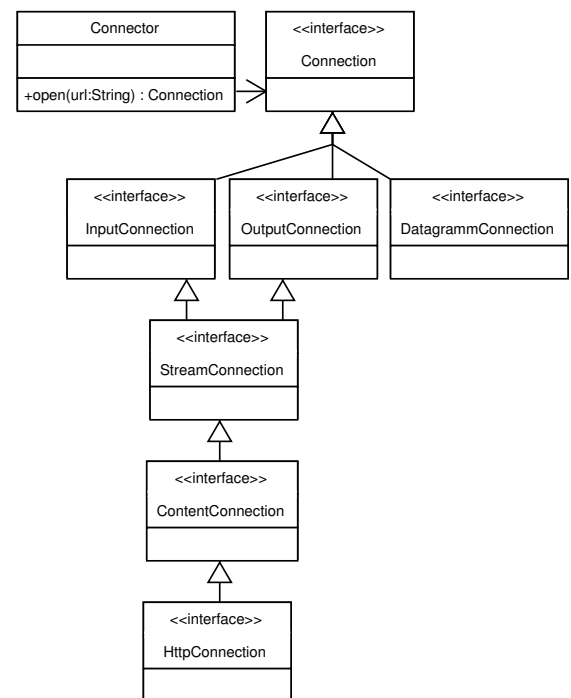 Connector
+open(url:String) : Connection
<<interface>>
Connection
<<interface>>
InputConnection
<<interface>>
OutputConnection
<<interface>>
DatagrammConnection
<<interface>>
StreamConnection
<<interface>>
ContentConnection
<<interface>>
HttpConnection